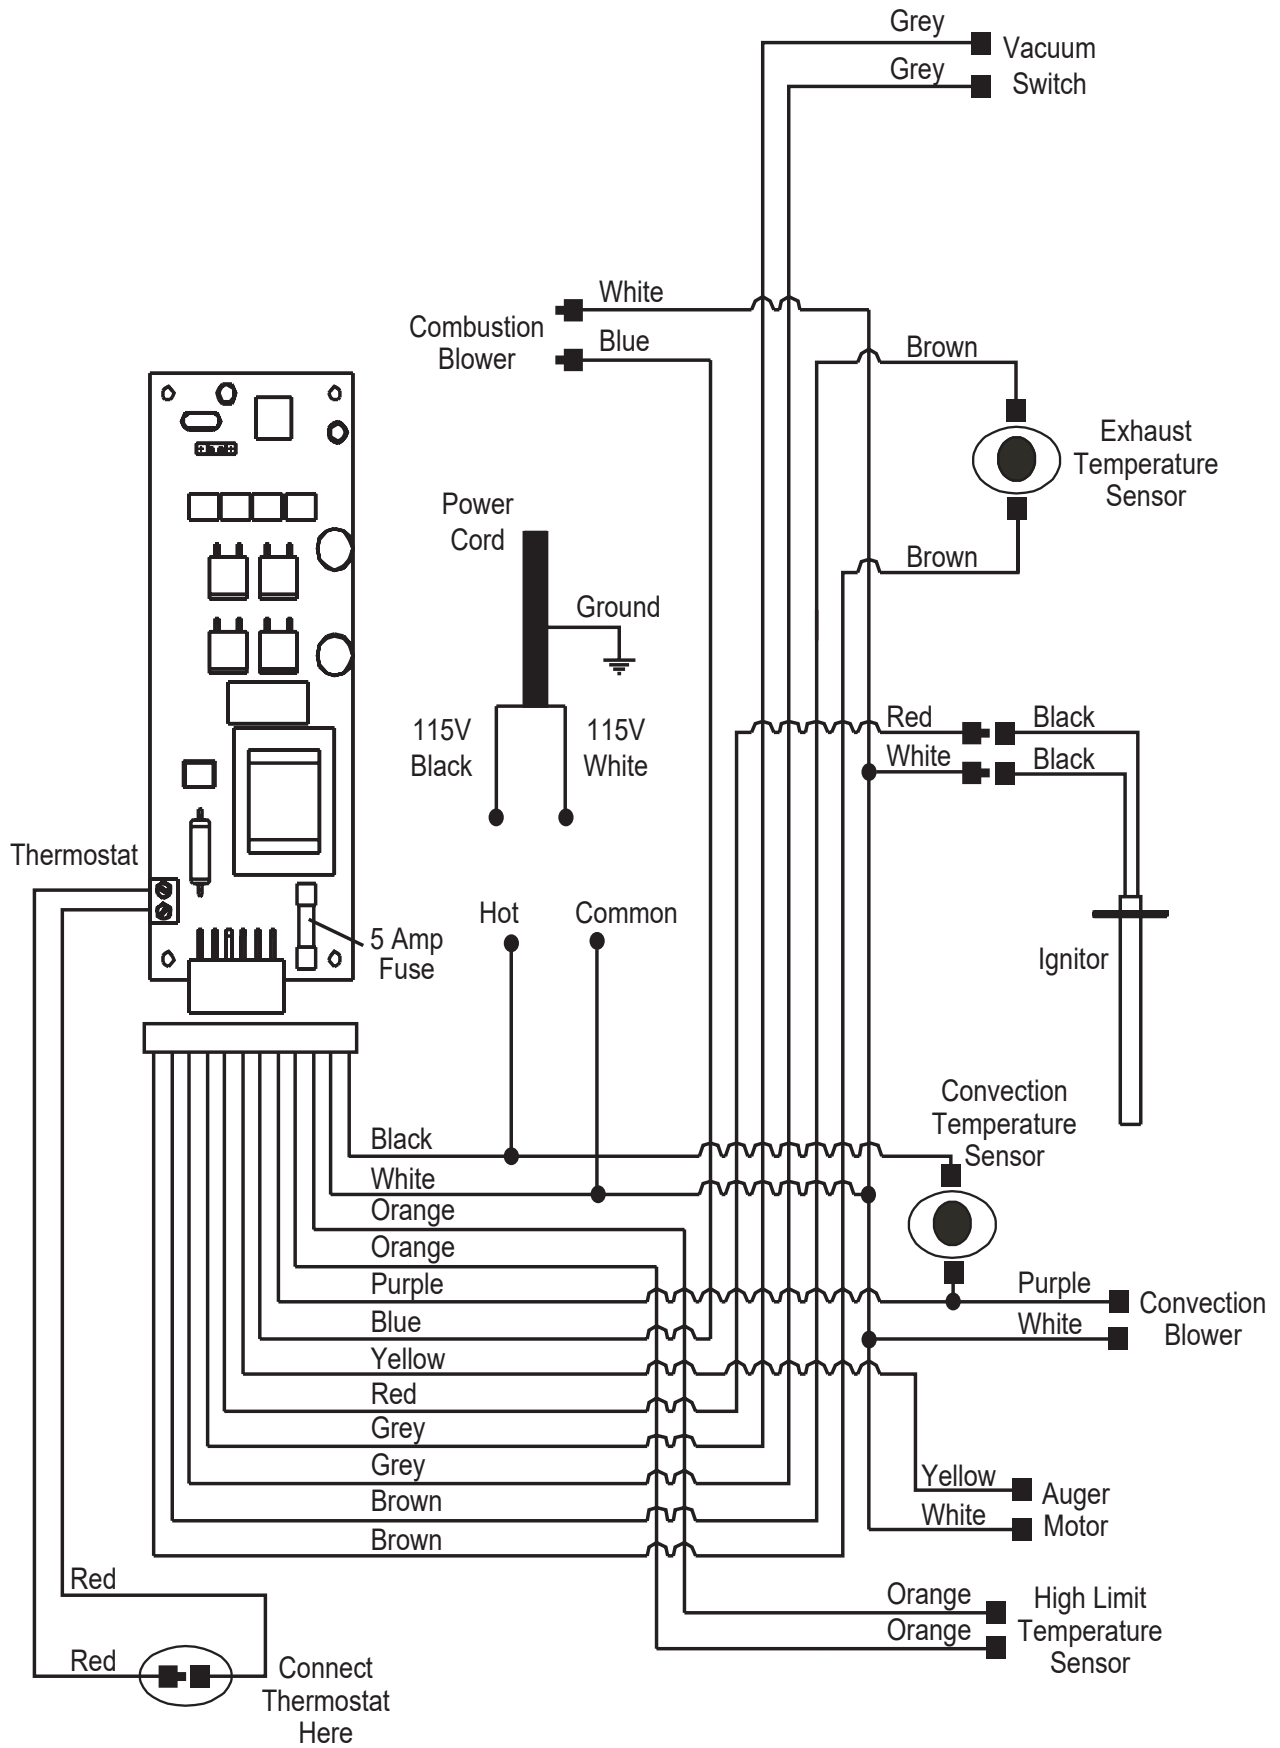 Grey
Vacuum
Grey
Switch
White
Combustion
Blower
Blue
Brown
Exhaust
Temperature
Sensor
Power
Cord
Brown
Ground
115V
Black
115V
White
Red
Black
White
Black
Thermostat
Hot
Common
5 Amp
Fuse
Ignitor
Convection
Temperature
Sensor
Black
White
Orange
Orange
Purple
Purple
Convection
Blower
Blue
White
Yellow
Red
Grey
Grey
Yellow
Auger
Motor
Brown
White
Brown
Red
Orange
High Limit
Temperature
Sensor
Orange
Red
Connect
Thermostat
Here